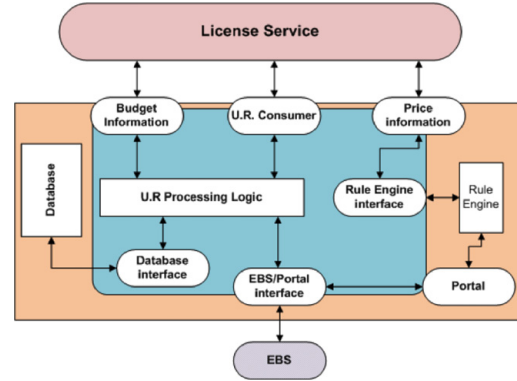 License Service
Budget
Information
U.R. Consumer
Price
information
Database
U.R Processing Logic
Rule Engine
interface
Rule
Engine
Database
interface
EBS/Portal
interface
Portal
EBS